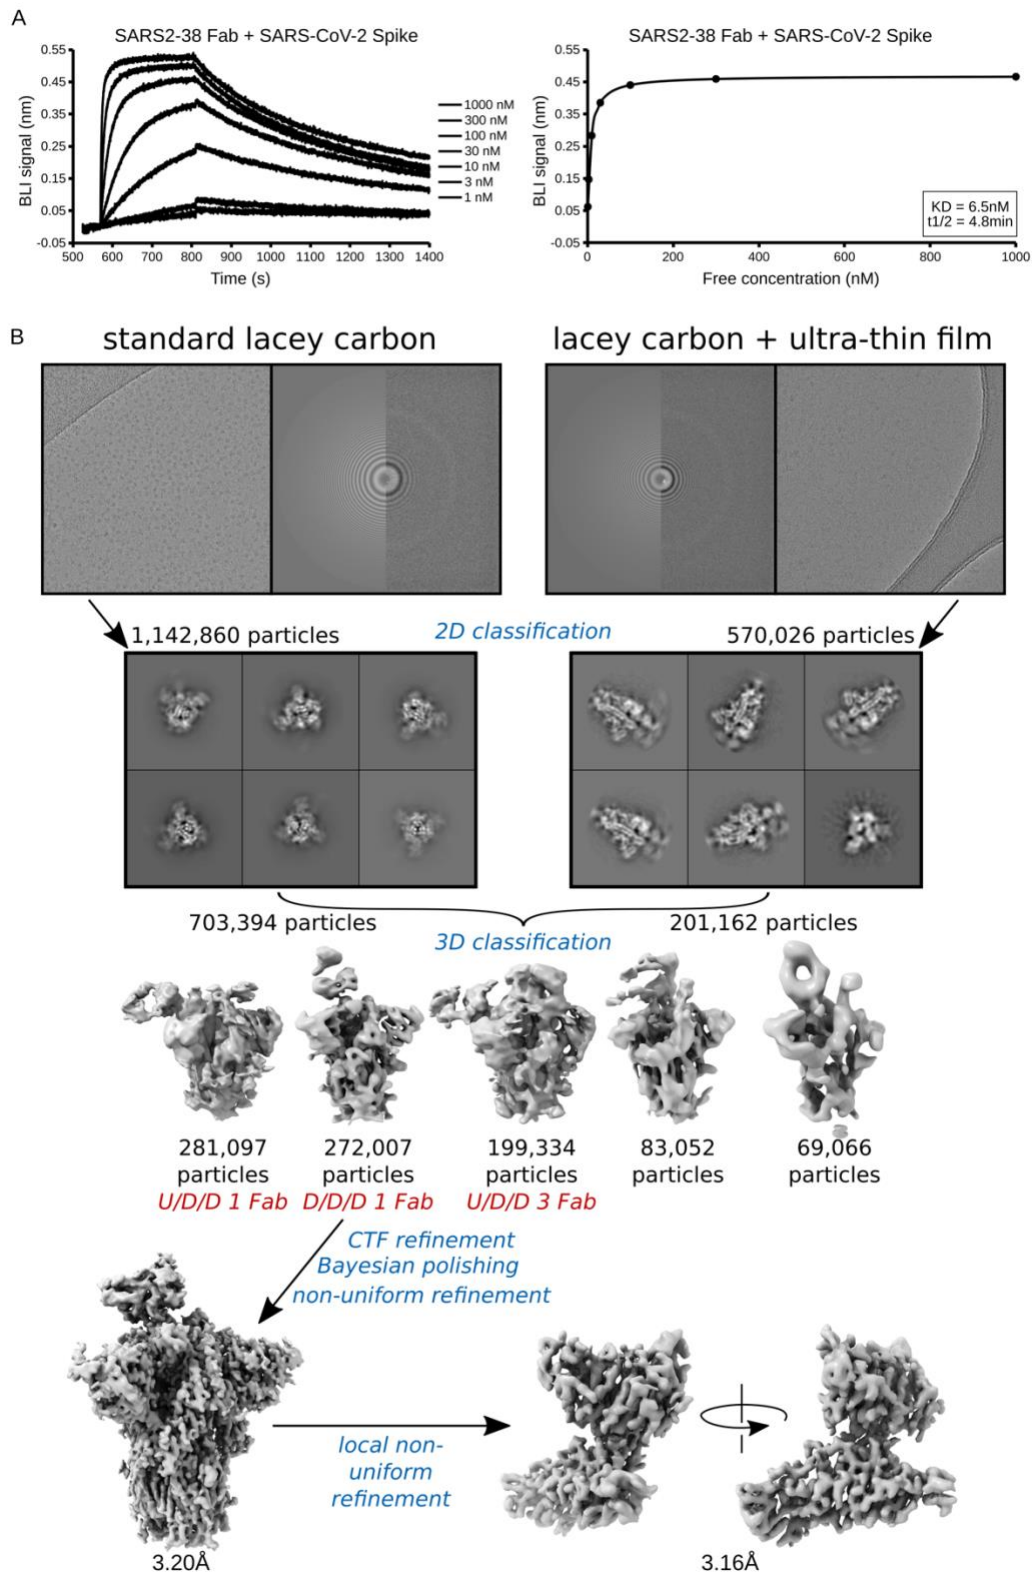 A
SARS2-38 Fab + SARS-CoV-2 Spike
0.55
0.45
0.35
0.25
0.15
0.05
-0.05
BLI signal (nm)
500 600 700 800 900 1000 1100 1200 1300 1400
Time (s)
1000 nM
300 nM
100 nM
30 nM
10 nM
3 nM
1 nM
SARS2-38 Fab + SARS-CoV-2 Spike
0.55
0.45
0.35
0.25
0.15
0.05
-0.05
BLI signal (nm)
KD = 6.5nM
t1/2 = 4.8min
0 200 400 600 800 1000
Free concentration (nM)
B
standard lacey carbon
lacey carbon + ultra-thin film
1,142,860 particles
2D classification
570,026 particles
703,394 particles
201,162 particles
3D classification
281,097
particles
U/D/D 1 Fab
272,007
particles
D/D/D 1 Fab
199,334
particles
U/D/D 3 Fab
83,052
particles
69,066
particles
CTF refinement
Bayesian polishing
non-uniform refinement
local non-
uniform
refinement
3.20Å
3.16Å